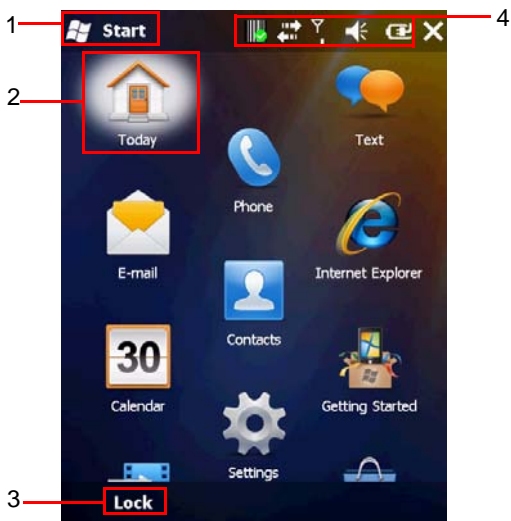 1
Start
4
2
Today
Text
Phone
E-mail
Internet Explorer
Contacts
30
Calendar
Getting Started
Settings
3
Lock